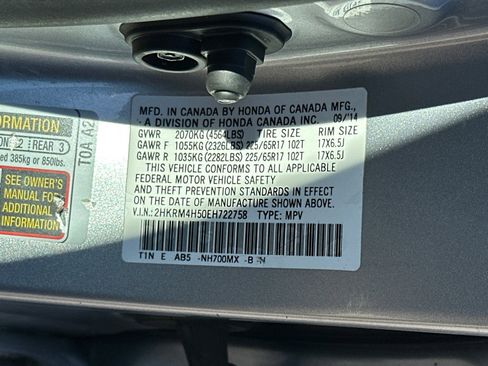 MFD. IN CANADA BY HONDA OF CANADA MFG.,
A DIVISION OF HONDA CANADA INC. 09/14
GVWR 2070KG (4564LBS) TIRE SIZE RIM SIZE
GAWR F 1055KG (2326LBS) 225/65R17 102T 17X6.5J
GAWR R 1035KG (2282LBS) 225/65R17 102T 17X6.5J
THIS VEHICLE CONFORMS TO ALL APPLICABLE
FEDERAL MOTOR VEHICLE SAFETY
AND THEFT PREVENTION STANDARDS IN EFFECT
ON THE DATE OF MANUFACTURE SHOWN ABOVE.
V.I.N.: 2HKRM4H50EH722758 TYPE: MPV
TIN E AB5 -NH700MX -B
2 REAR 3
ed 385kg or 850lbs.
SEE OWNER'S
MANUAL FOR
ADDITIONAL
INFORMATION
TOA A2